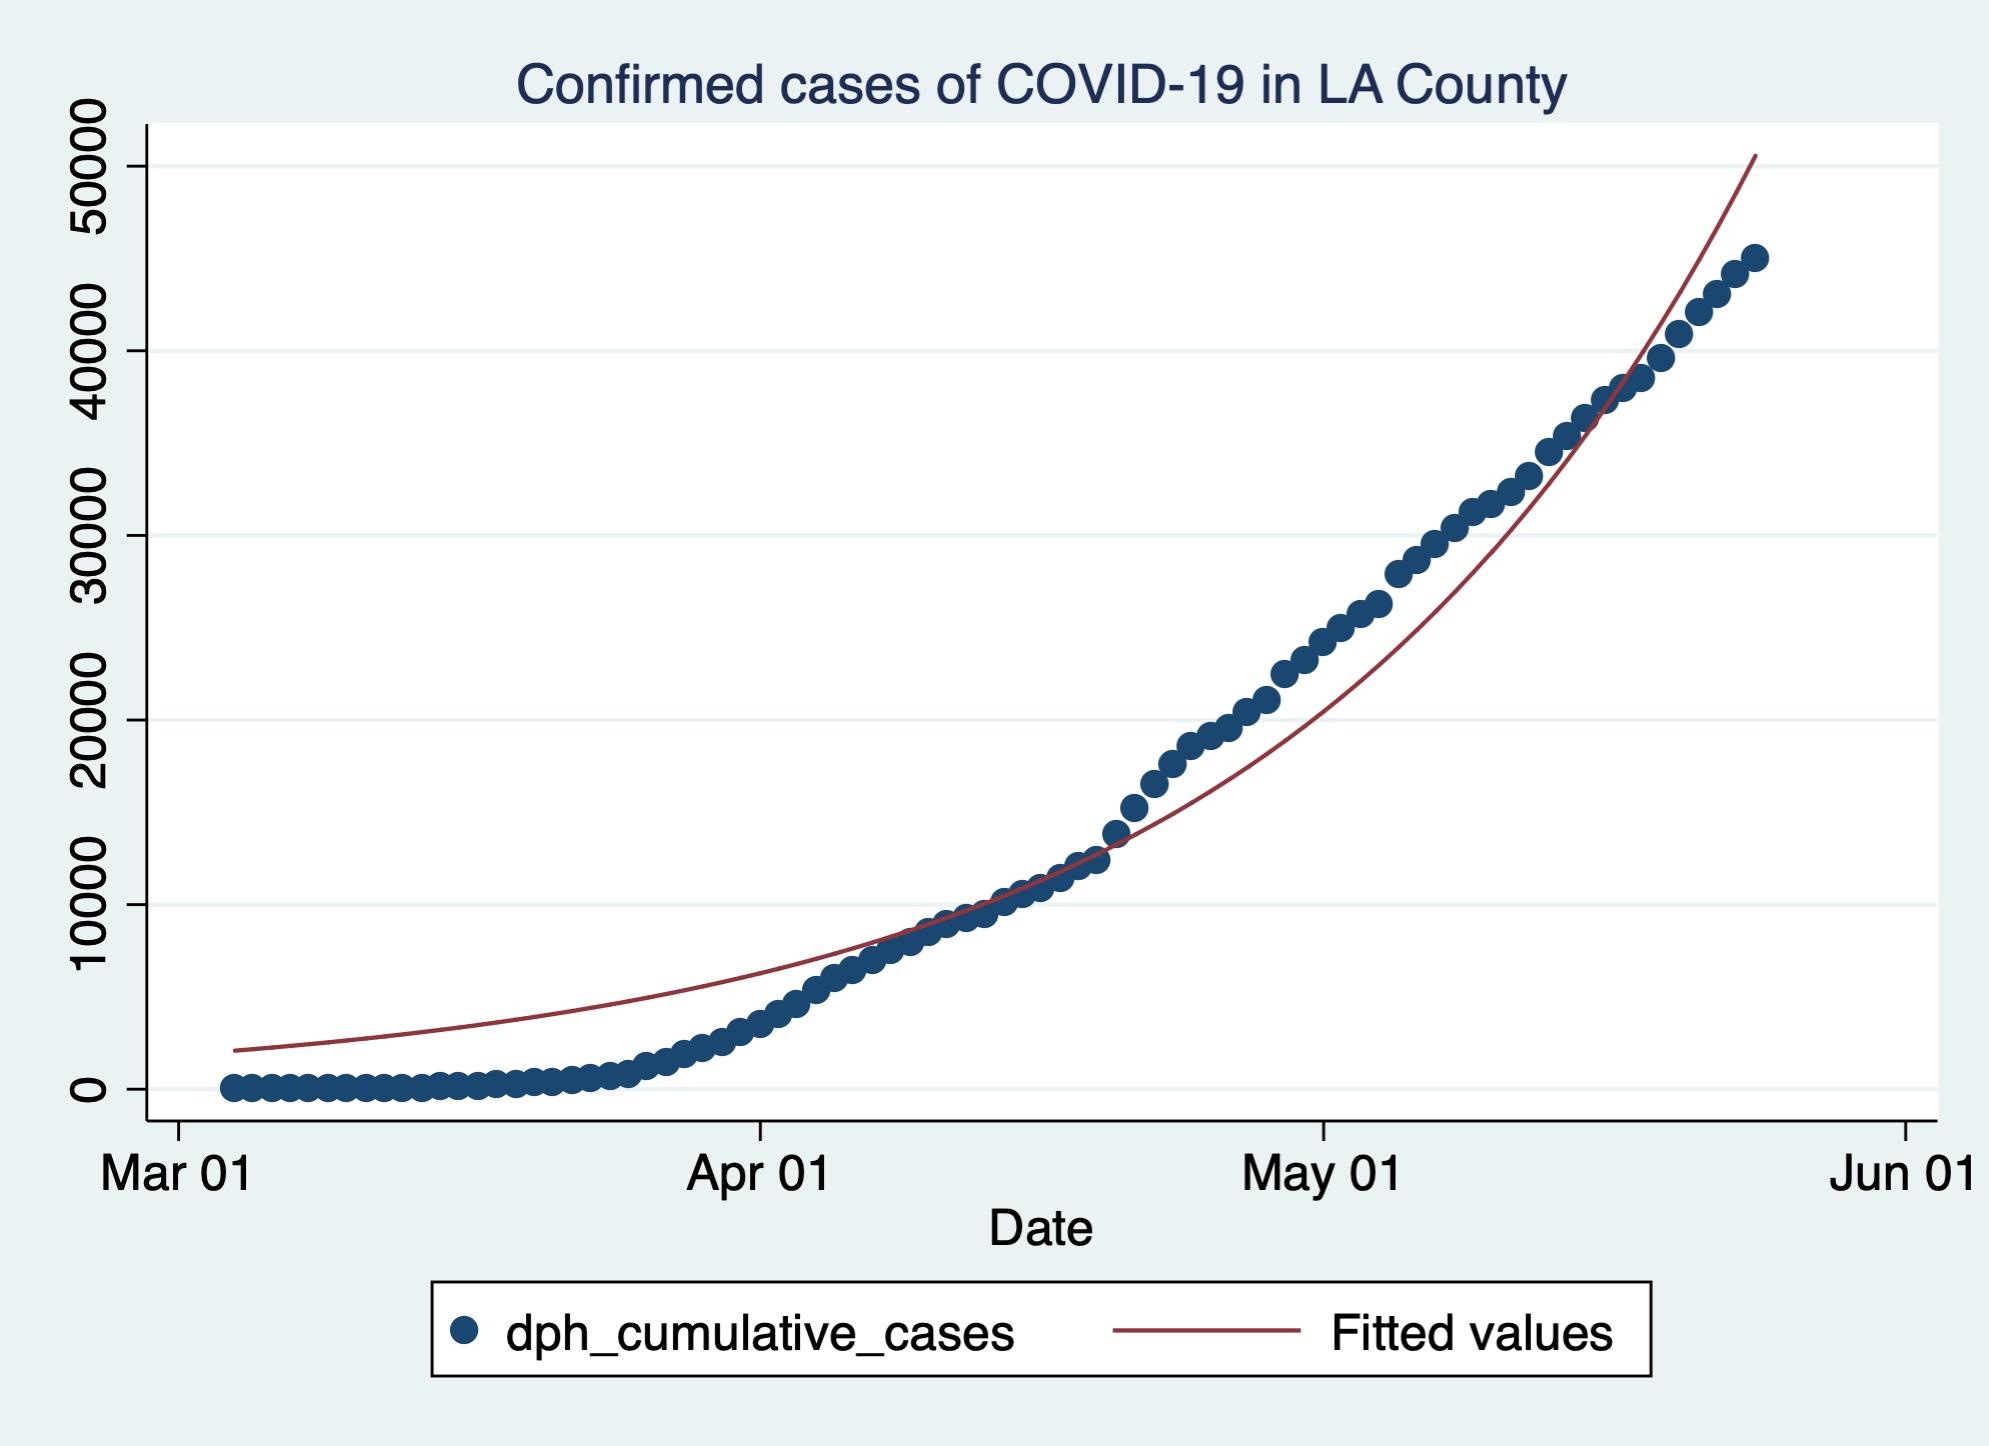 Confirmed cases of COVID-19 in LA County
50000
40000
30000
20000
10000
0
Mar 01 Apr 01 May 01 Jun 01
Date
dph_cumulative_cases Fitted values